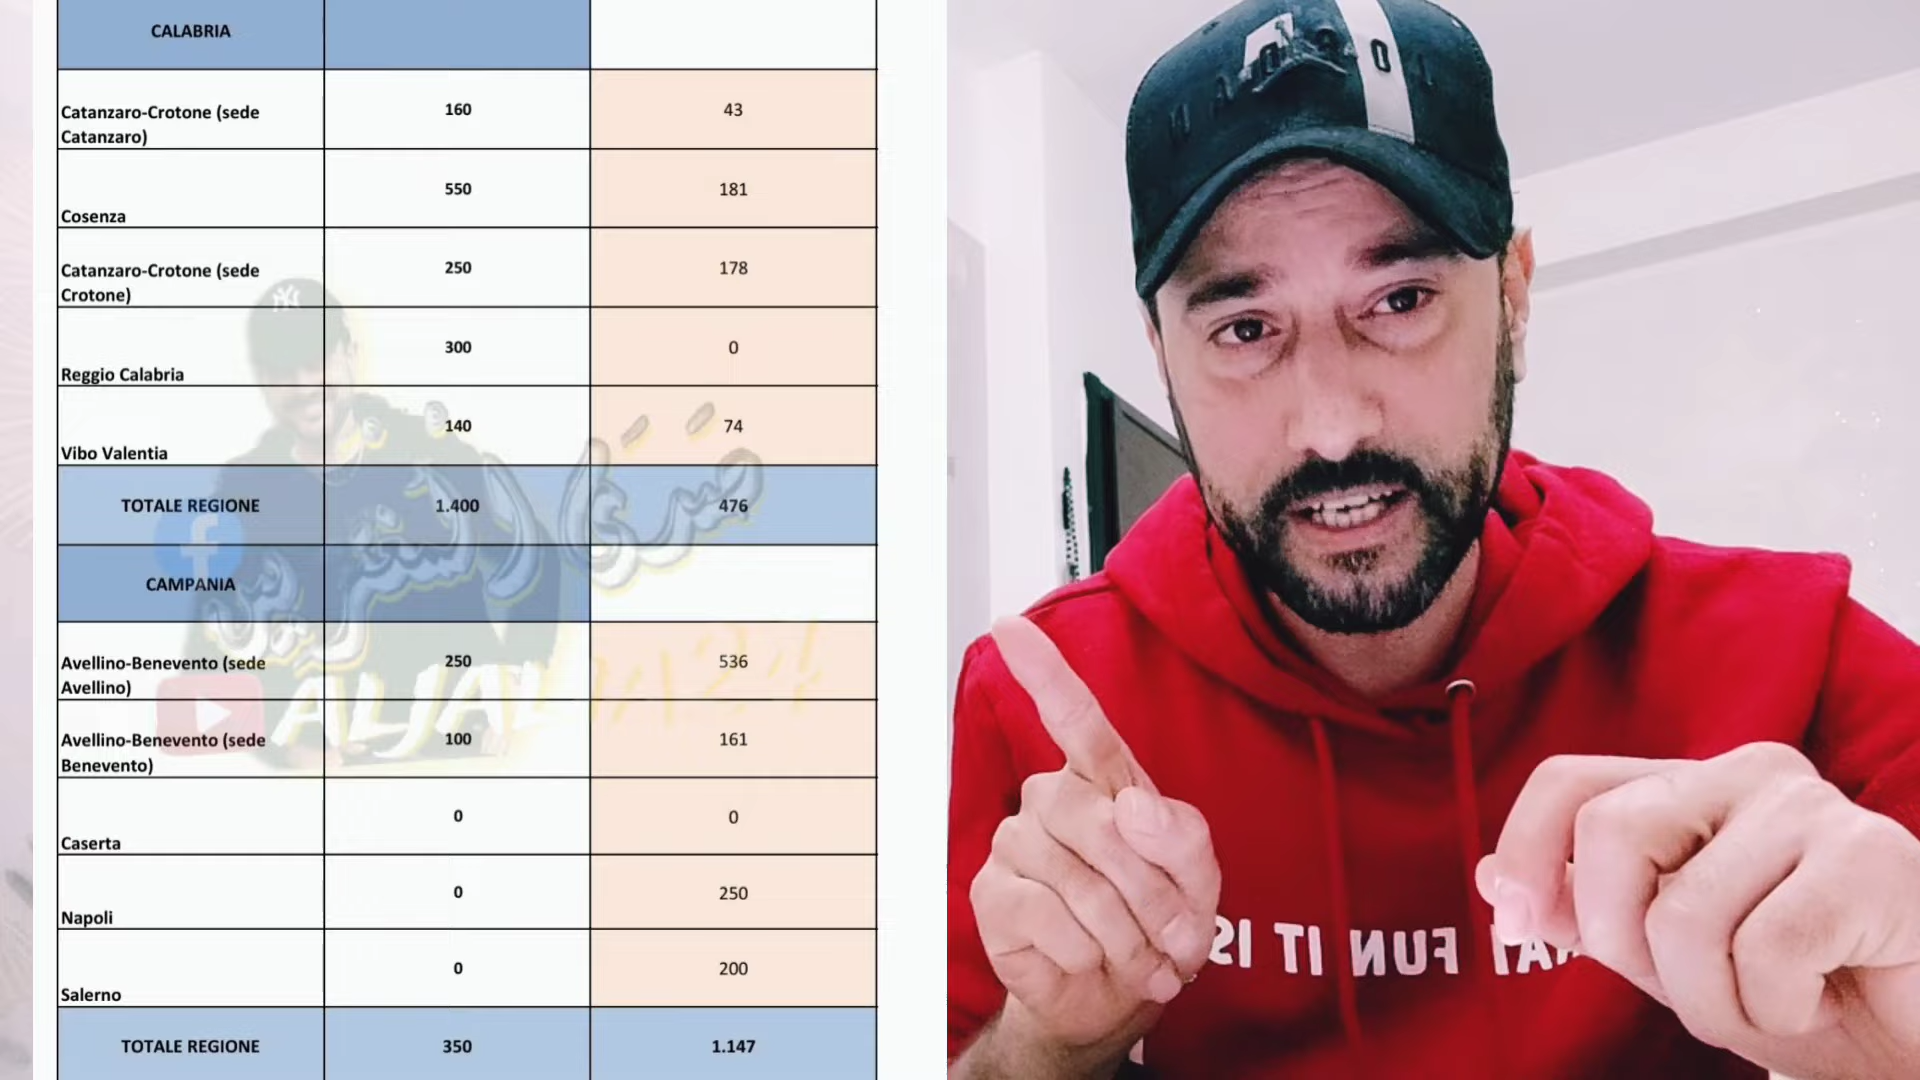 CALABRIA
Catanzaro-Crotone (sede
Catanzaro)
160
43
Cosenza
550
181
Catanzaro-Crotone (sede
Crotone)
250
178
Reggio Calabria
300
0
Vibo Valentia
140
74
TOTALE REGIONE
1.400
476
CAMPANIA
Avellino-Benevento (sede
Avellino)
250
536
Avellino-Benevento (sede
Benevento)
100
161
Caserta
0
0
Napoli
0
250
Salerno
0
200
TOTALE REGIONE
350
1.147
FUN IT IS